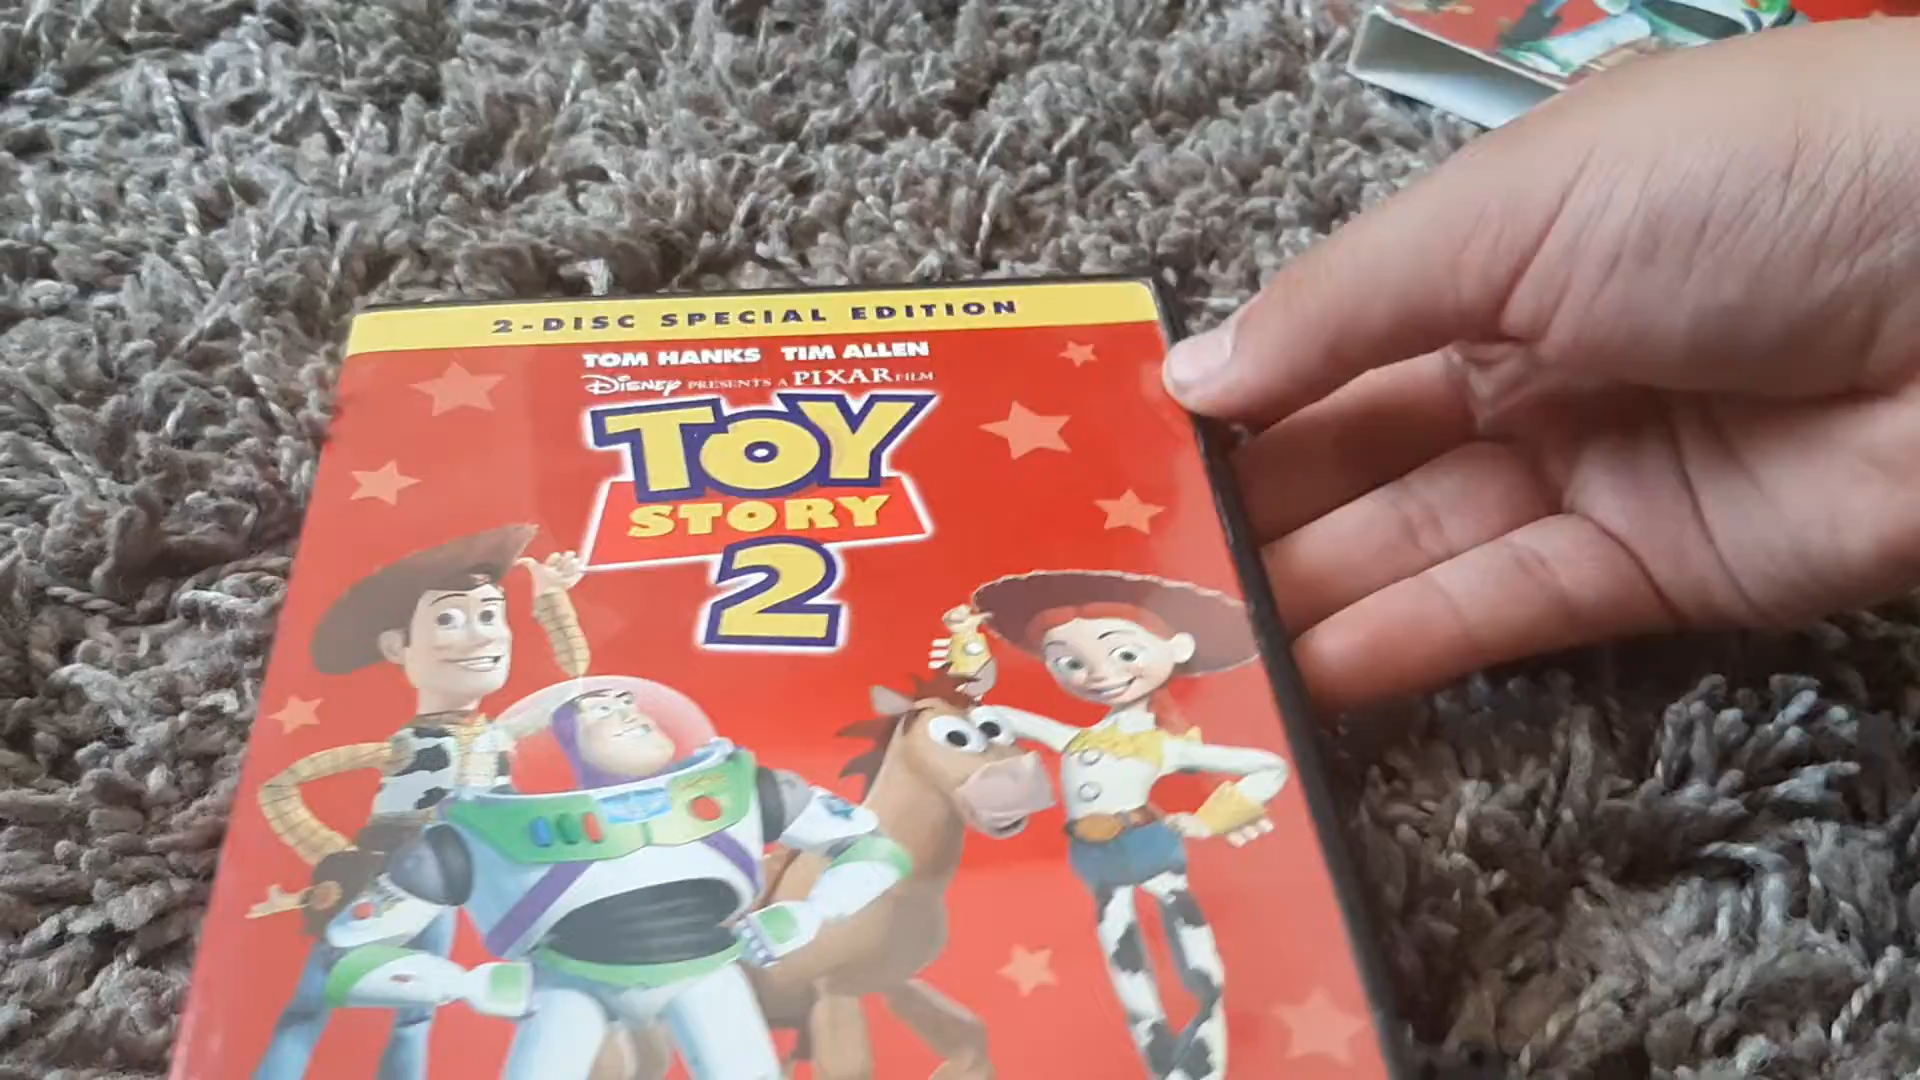 2-DISC SPECIAL EDITION
TOM HANKS TIM ALLEN
DISNEY PRESENTS A PIXAR FILM
TOY
STORY
2